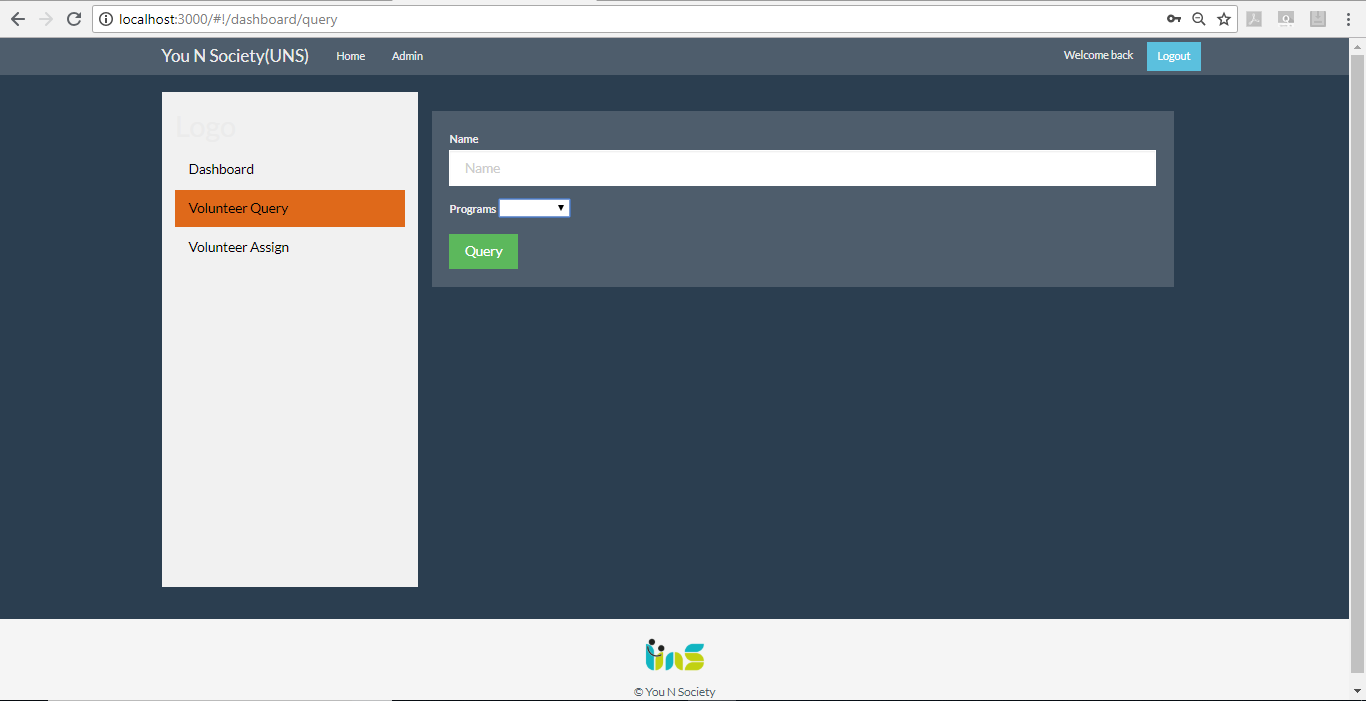 localhost:3000/#!/dashboard/query
You N Society(UNS) Home Admin Welcome back Logout
Logo
Dashboard
Volunteer Query
Volunteer Assign
Name
Name
Programs
Query
uns
© You N Society